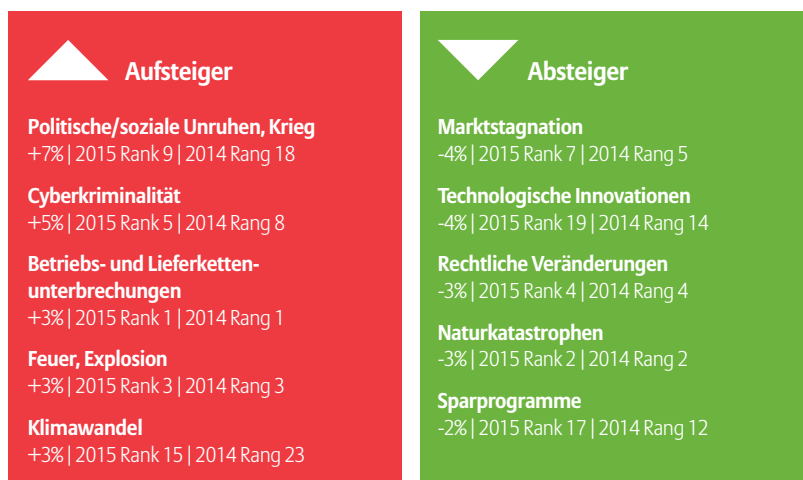 Aufsteiger
Politische/soziale Unruhen, Krieg
+7% | 2015 Rank 9 | 2014 Rang 18
Cyberkriminalität
+5% | 2015 Rank 5 | 2014 Rang 8
Betriebs- und Lieferketten-
unterbrechungen
+3% | 2015 Rank 1 | 2014 Rang 1
Feuer, Explosion
+3% | 2015 Rank 3 | 2014 Rang 3
Klimawandel
+3% | 2015 Rank 15 | 2014 Rang 23
Absteiger
Marktstagnation
-4% | 2015 Rank 7 | 2014 Rang 5
Technologische Innovationen
-4% | 2015 Rank 19 | 2014 Rang 14
Rechtliche Veränderungen
-3% | 2015 Rank 4 | 2014 Rang 4
Naturkatastrophen
-3% | 2015 Rank 2 | 2014 Rang 2
Sparprogramme
-2% | 2015 Rank 17 | 2014 Rang 12